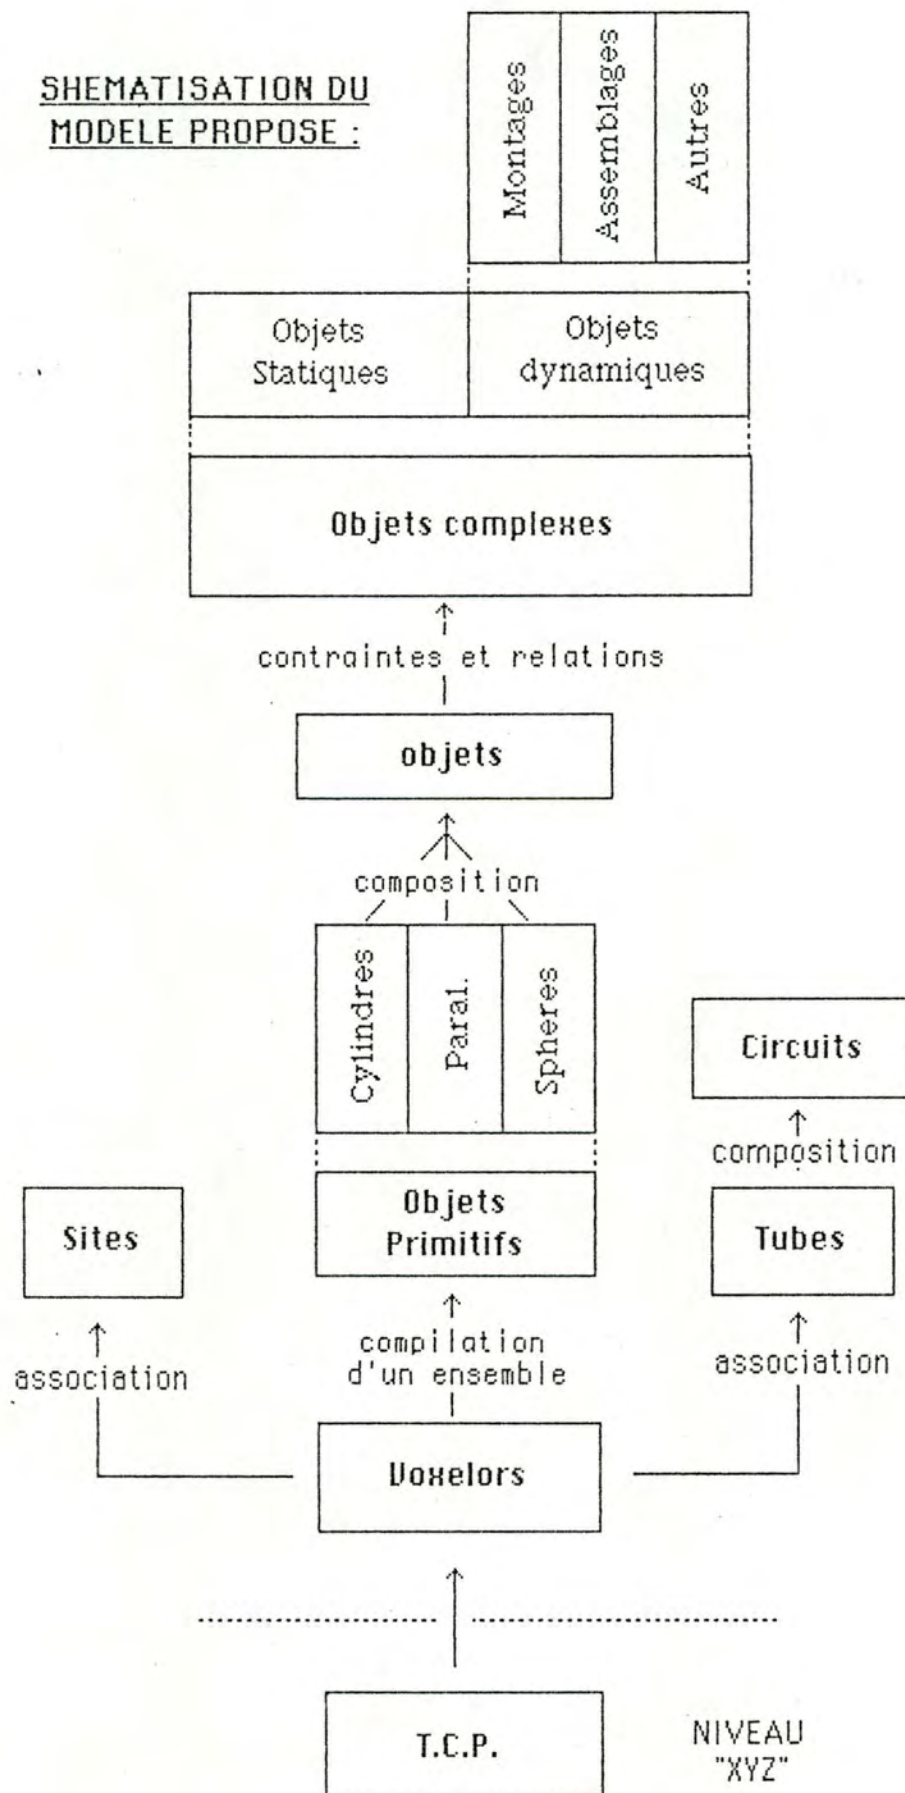 SHEMATISATION DU
MODELE PROPOSE :
Montages
Assemblages
Autres
Objets
Statiques
Objets
dynamiques
Objets complexes
contraintes et relations
objets
composition
Cylindres
Paral.
Spheres
Circuits
composition
Sites
Objets
Primitifs
Tubes
association
compilation
d'un ensemble
association
Voxelors
T.C.P.
NIVEAU
"XYZ"